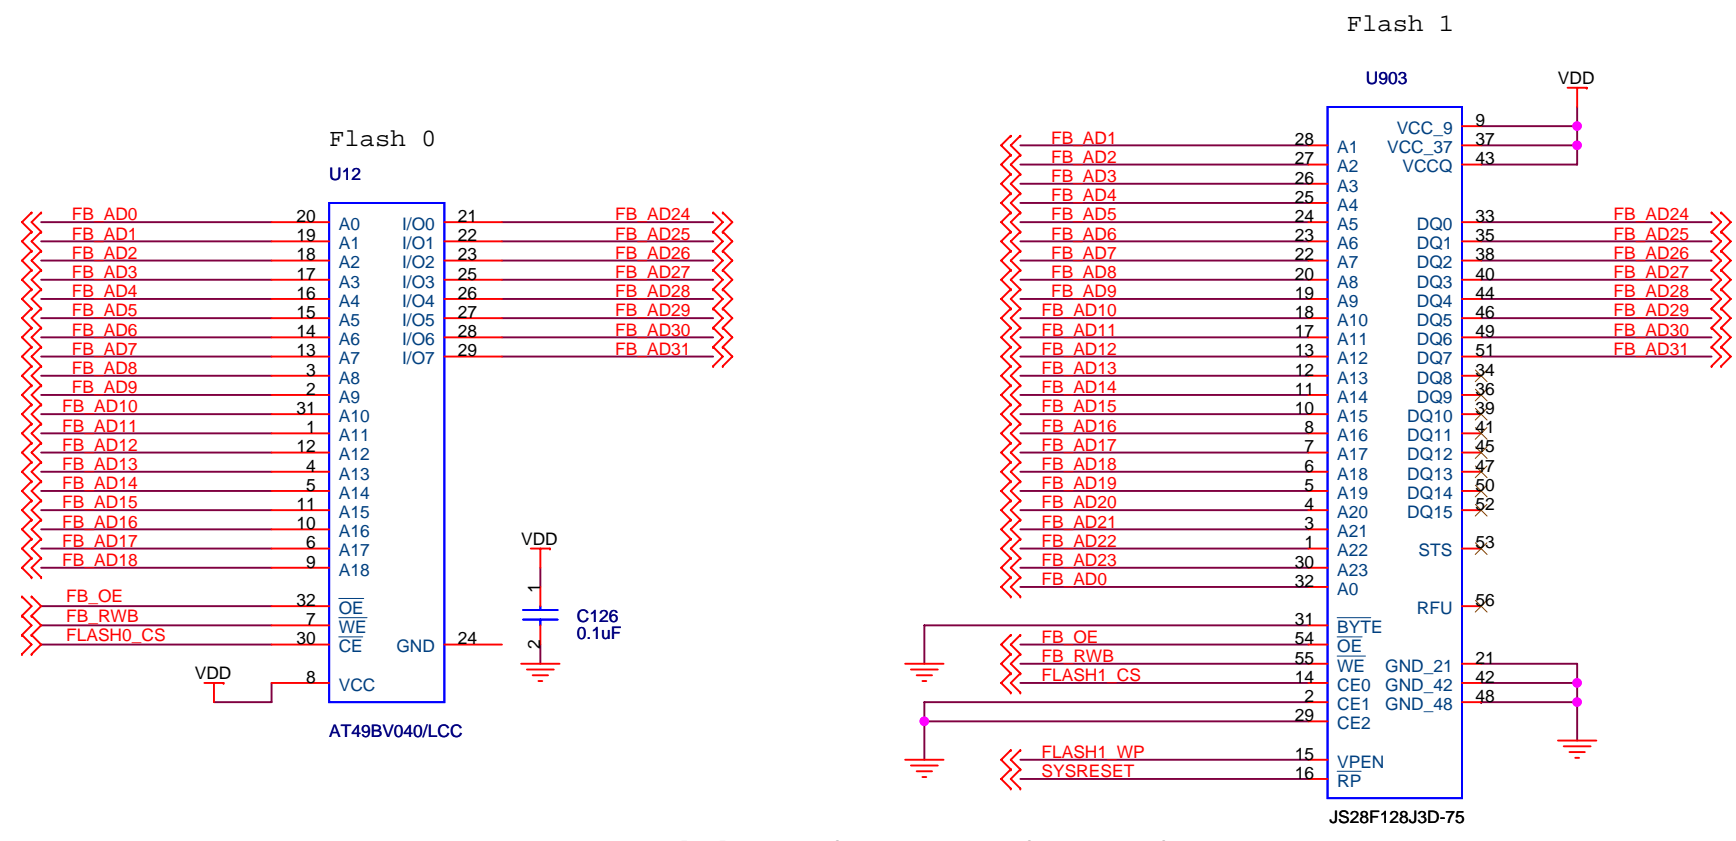 Flash 0
U12
FB_AD0 20 A0 I/O0 21 FB_AD24
FB_AD1 19 A1 I/O1 22 FB_AD25
FB_AD2 18 A2 I/O2 23 FB_AD26
FB_AD3 17 A3 I/O3 25 FB_AD27
FB_AD4 16 A4 I/O4 26 FB_AD28
FB_AD5 15 A5 I/O5 27 FB_AD29
FB_AD6 14 A6 I/O6 28 FB_AD30
FB_AD7 13 A7 I/O7 29 FB_AD31
FB_AD8 3 A8
FB_AD9 2 A9
FB_AD10 31 A10
FB_AD11 1 A11
FB_AD12 12 A12
FB_AD13 4 A13
FB_AD14 5 A14
FB_AD15 11 A15
FB_AD16 10 A16
FB_AD17 6 A17
FB_AD18 9 A18
FB_OE 32 OE
FB_RWB 7 WE
FLASH0_CS 30 CE GND 24
VDD 8 VCC
AT49BV040/LCC
VDD
1
C126
0.1uF
2
Flash 1
U903
VDD
VCC_9 9
FB_AD1 28 A1 VCC_37 37
FB_AD2 27 A2 VCCQ 43
FB_AD3 26 A3
FB_AD4 25 A4
FB_AD5 24 A5 DQ0 33 FB_AD24
FB_AD6 23 A6 DQ1 35 FB_AD25
FB_AD7 22 A7 DQ2 38 FB_AD26
FB_AD8 20 A8 DQ3 40 FB_AD27
FB_AD9 19 A9 DQ4 44 FB_AD28
FB_AD10 18 A10 DQ5 46 FB_AD29
FB_AD11 17 A11 DQ6 49 FB_AD30
FB_AD12 13 A12 DQ7 51 FB_AD31
FB_AD13 12 A13 DQ8 34
FB_AD14 11 A14 DQ9 36
FB_AD15 10 A15 DQ10 39
FB_AD16 8 A16 DQ11 41
FB_AD17 7 A17 DQ12 45
FB_AD18 6 A18 DQ13 47
FB_AD19 5 A19 DQ14 50
FB_AD20 4 A20 DQ15 52
FB_AD21 3 A21
FB_AD22 1 A22 STS 53
FB_AD23 30 A23
FB_AD0 32 A0
RFU 56
31 BYTE
FB_OE 54 OE
FB_RWB 55 WE GND_21 21
FLASH1_CS 14 CE0 GND_42 42
2 CE1 GND_48 48
29 CE2
FLASH1_WP 15 VPEN
SYSRESET 16 RP
JS28F128J3D-75